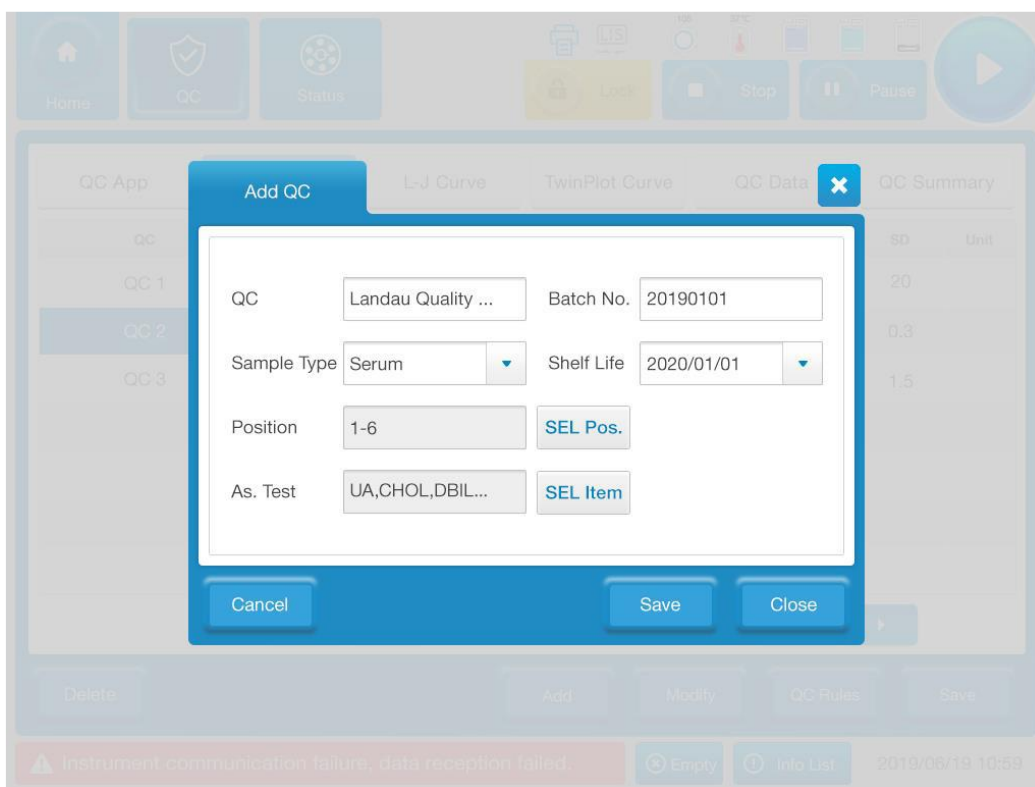 LIS
Home
QC
Status
Lock
Stop
Pause
QC App
Add QC
L-J Curve
TwinPlot Curve
QC Data
QC Summary
QC
SD
Unit
QC 1
20
QC 2
0.3
QC 3
1.5
QC
Landau Quality ...
Batch No.
20190101
Sample Type
Serum
Shelf Life
2020/01/01
Position
1-6
SEL Pos.
As. Test
UA,CHOL,DBIL...
SEL Item
Cancel
Save
Close
Delete
Add
Modify
QC Rules
Save
Instrument communication failure, data reception failed.
Empty
Info List
2019/06/19 10:59